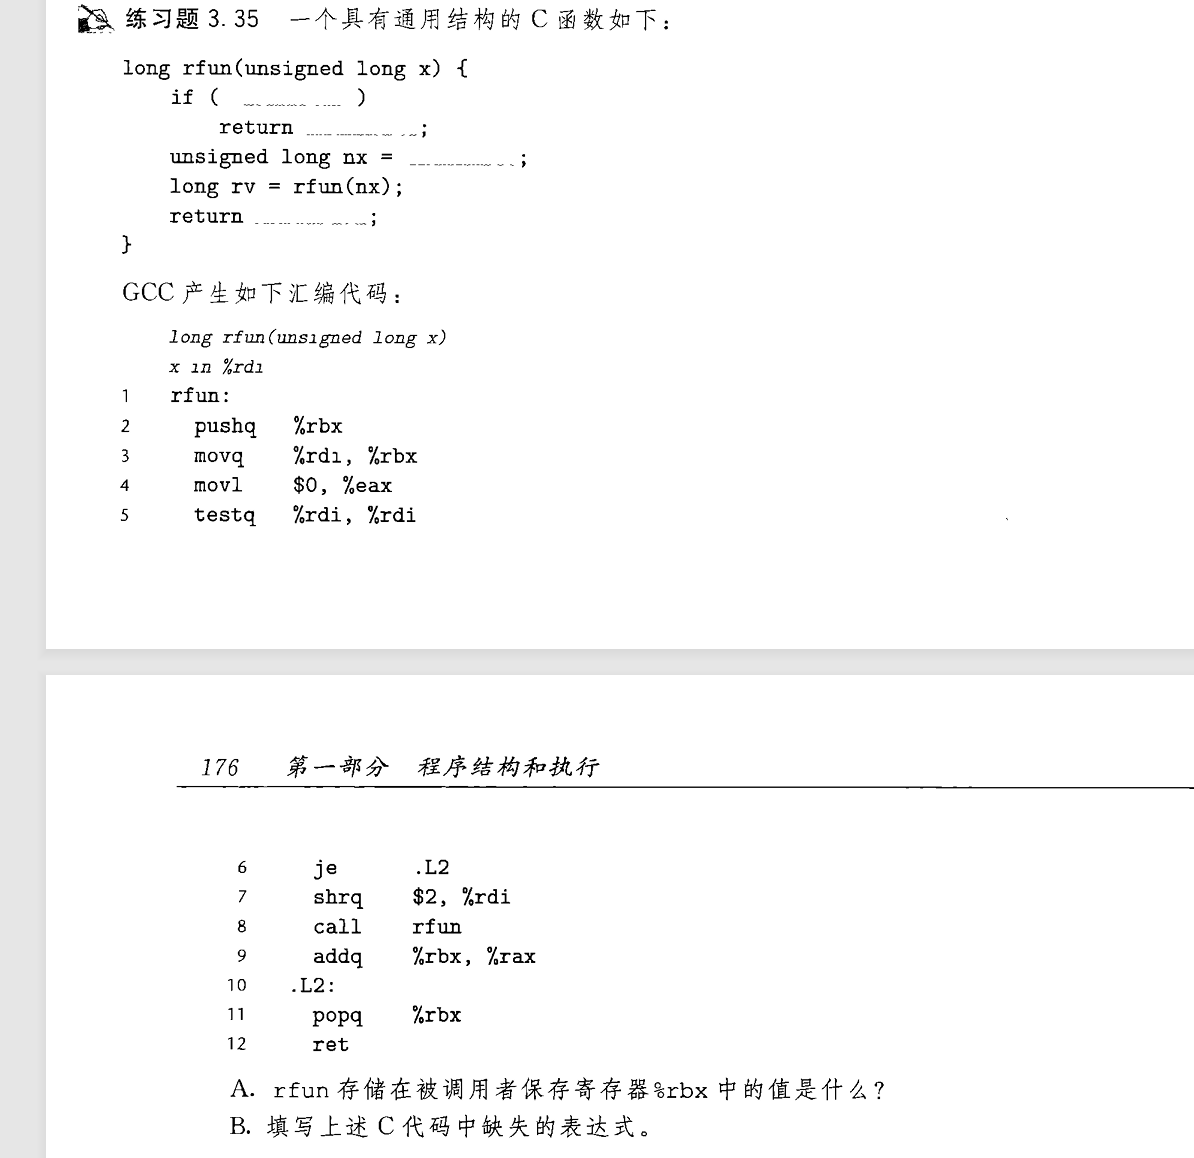 练习题 3.35 一个具有通用结构的 C 函数如下：
long rfun(unsigned long x) {
if ( )
return ;
unsigned long nx = ;
long rv = rfun(nx);
return ;
}
GCC 产生如下汇编代码：
long rfun(unsigned long x)
x in %rdi
1 rfun:
2 pushq %rbx
3 movq %rdi, %rbx
4 movl $0, %eax
5 testq %rdi, %rdi
176 第一部分 程序结构和执行
6 je .L2
7 shrq $2, %rdi
8 call rfun
9 addq %rbx, %rax
10 .L2:
11 popq %rbx
12 ret
A. rfun 存储在被调用者保存寄存器%rbx 中的值是什么？
B. 填写上述 C 代码中缺失的表达式。